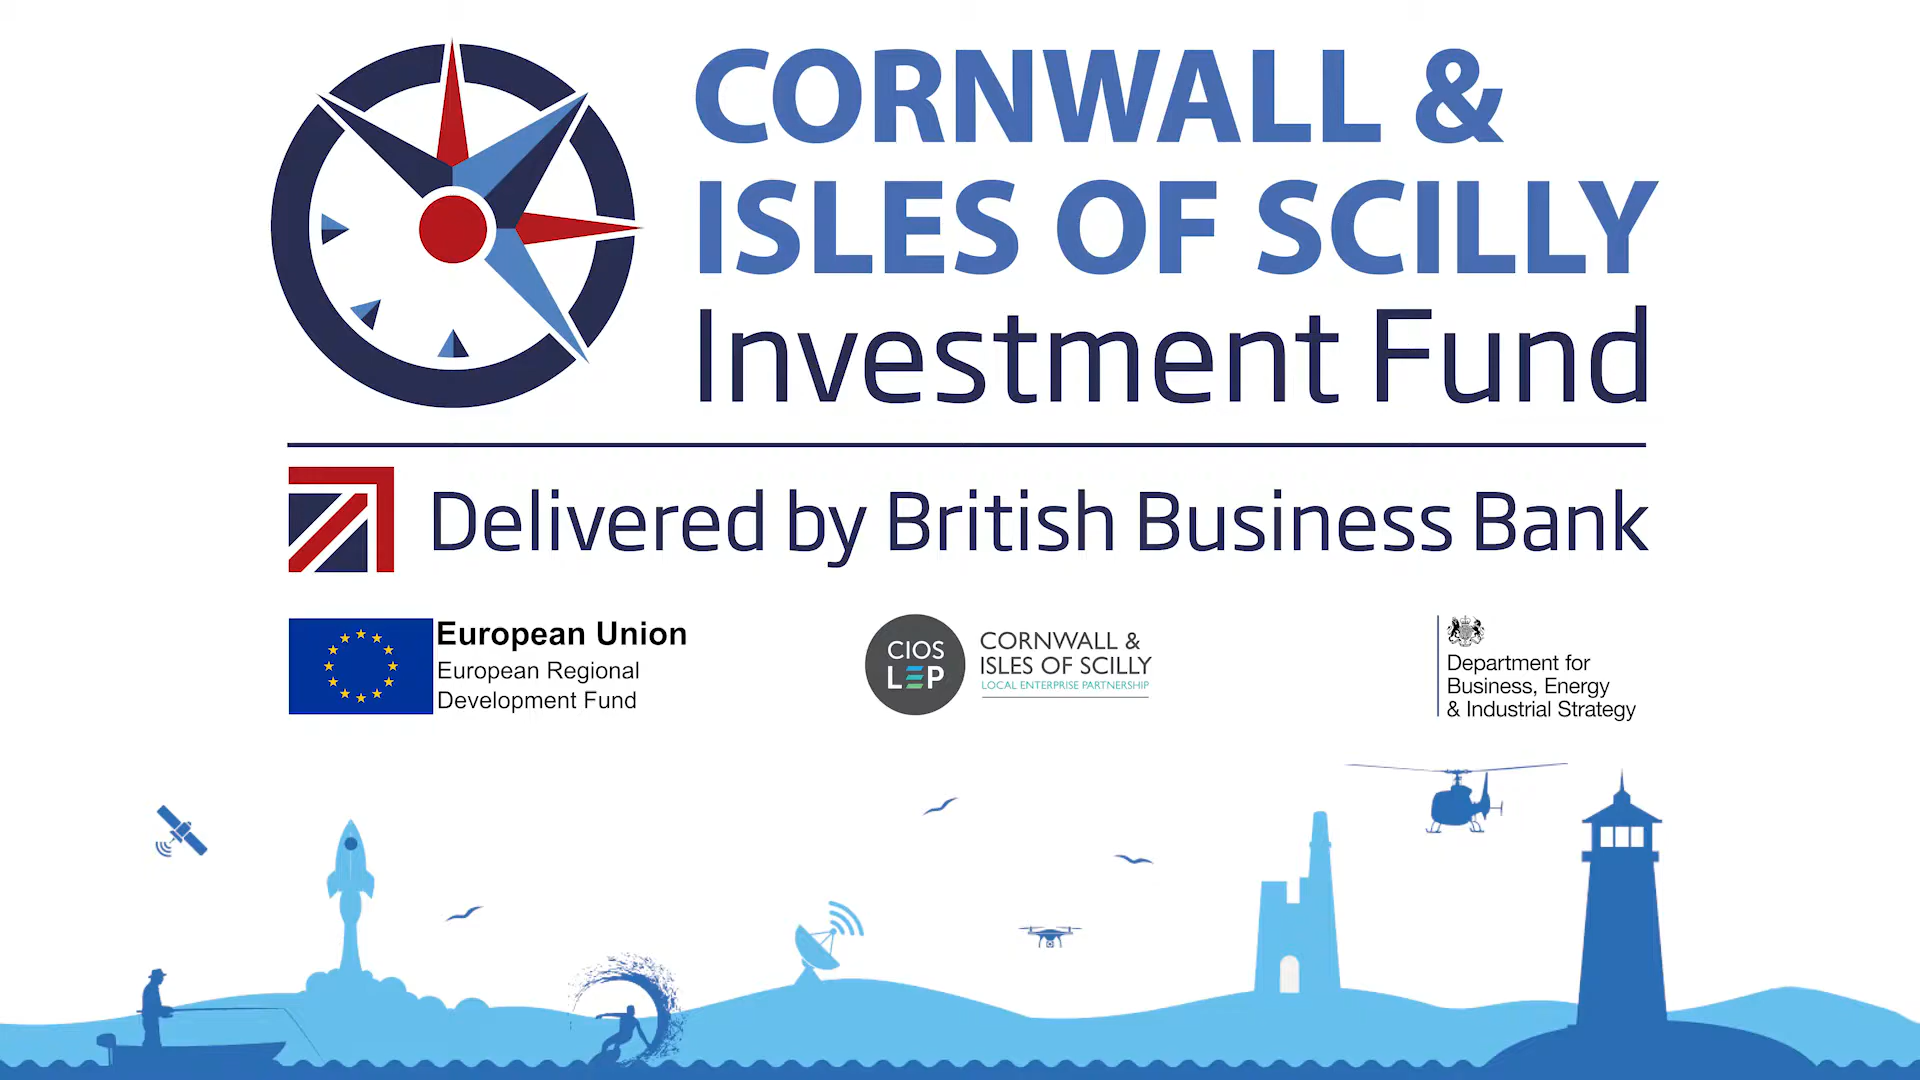 CORNWALL &
ISLES OF SCILLY
Investment Fund
Delivered by British Business Bank
European Union
European Regional
Development Fund
CIOS
LEP
CORNWALL &
ISLES OF SCILLY
LOCAL ENTERPRISE PARTNERSHIP
Department for
Business, Energy
& Industrial Strategy